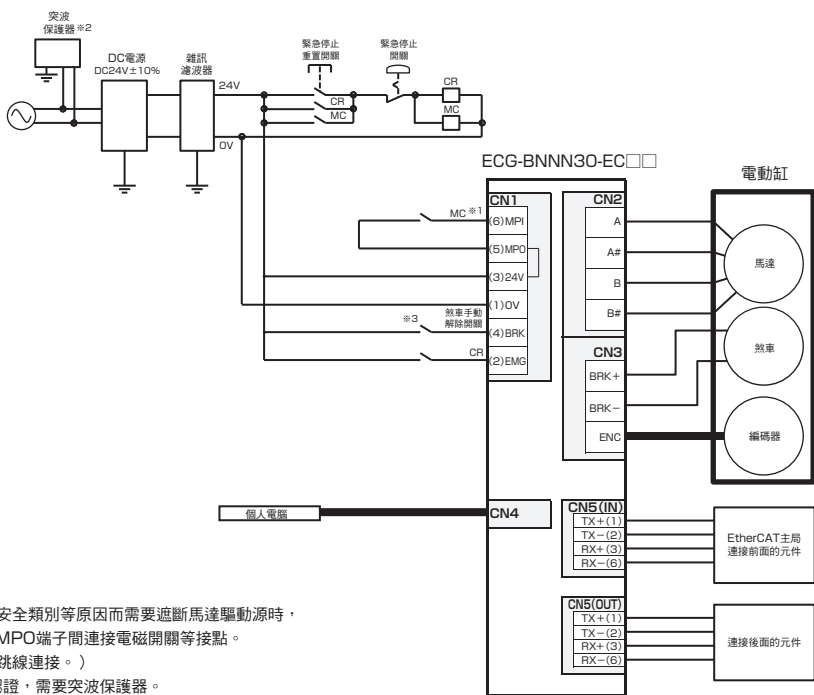 突波
保護器※2
DC電源
DC24V±10%
雜訊
濾波器
24V
0V
緊急停止
重置開關
緊急停止
開關
CR
MC
CR
MC
ECG-BNNN30-EC□□
電動缸
CN1
MC ※1
(6)MPI
(5)MPO
(3)24V
(1)0V
※3
煞車手動
解除開關
(4)BRK
CR
(2)EMG
CN2
A
A#
B
B#
CN3
BRK+
BRK-
ENC
馬達
煞車
編碼器
個人電腦
CN4
CN5(IN)
TX+(1)
TX-(2)
RX+(3)
RX-(6)
EtherCAT主局
連接前面的元件
CN5(OUT)
TX+(1)
TX-(2)
RX+(3)
RX-(6)
連接後面的元件
安全類別等原因而需要遮斷馬達驅動源時，
MPO端子間連接電磁開關等接點。
跳線連接。）
認證，需要突波保護器。